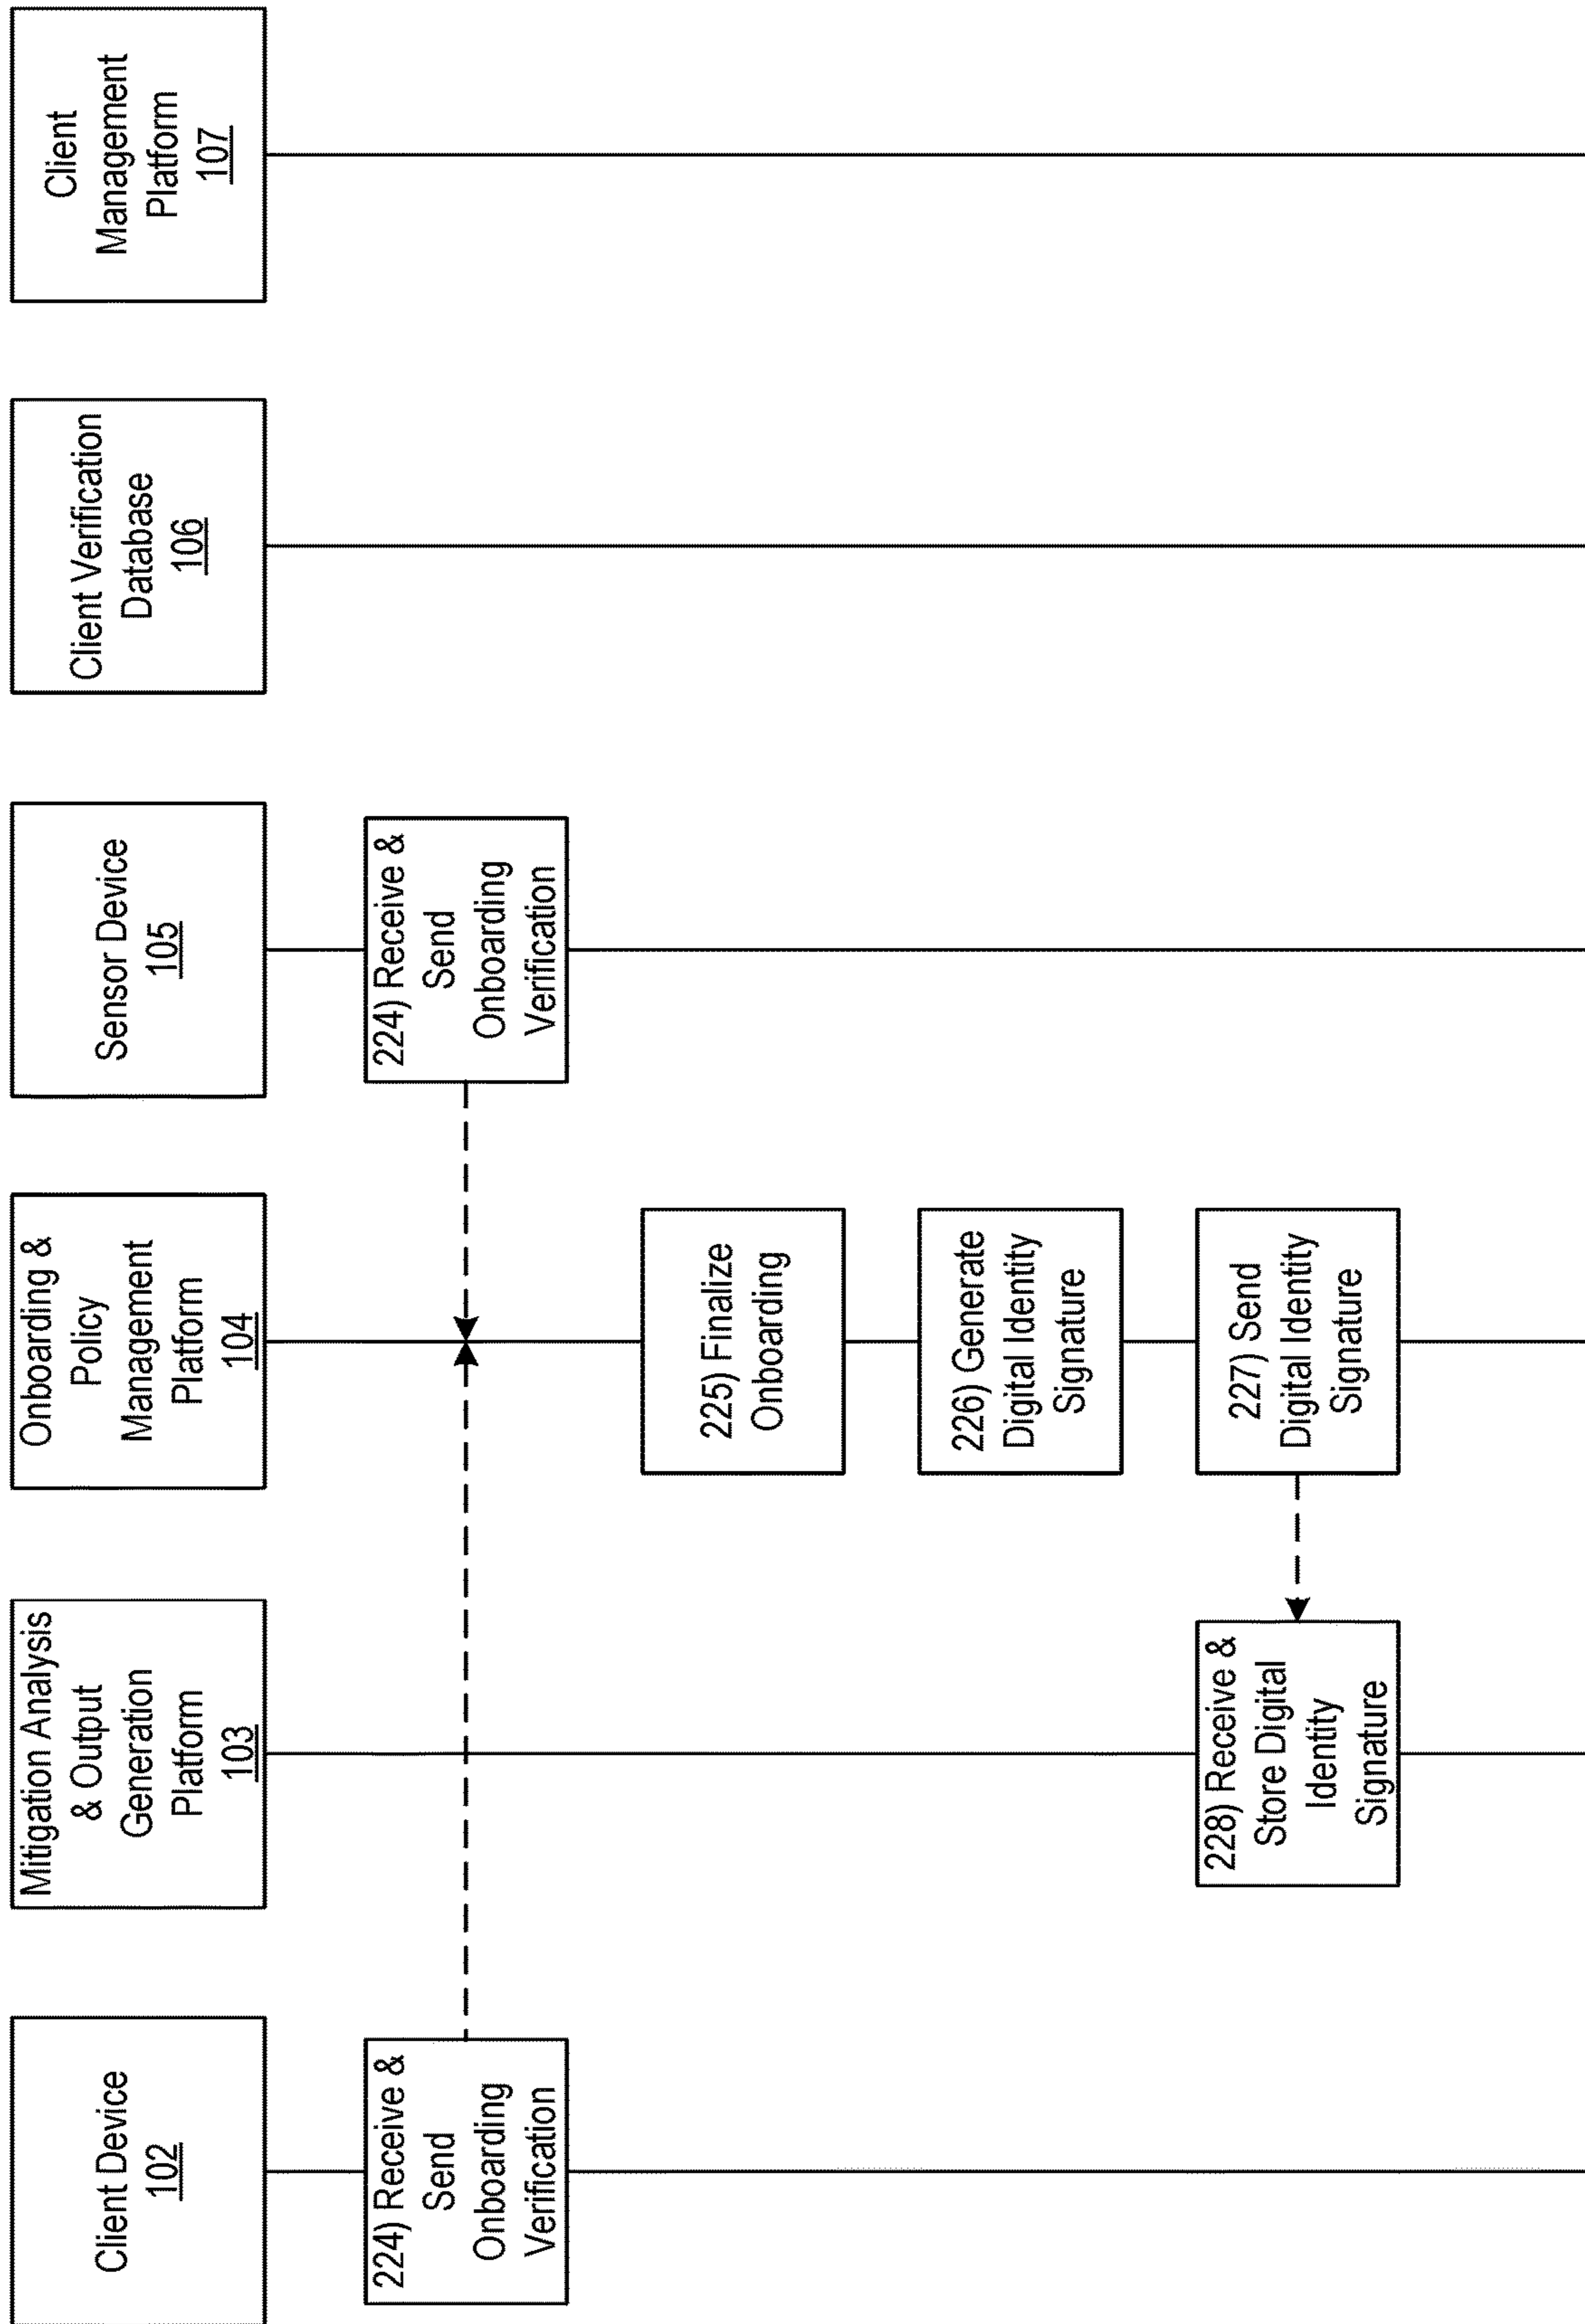 Client Device
102
Mitigation Analysis
& Output
Generation
Platform
103
Onboarding &
Policy
Management
Platform
104
Sensor Device
105
Client Verification
Database
106
Client
Management
Platform
107
224) Receive &
Send
Onboarding
Verification
224) Receive &
Send
Onboarding
Verification
225) Finalize
Onboarding
226) Generate
Digital Identity
Signature
228) Receive &
Store Digital
Identity
Signature
227) Send
Digital Identity
Signature